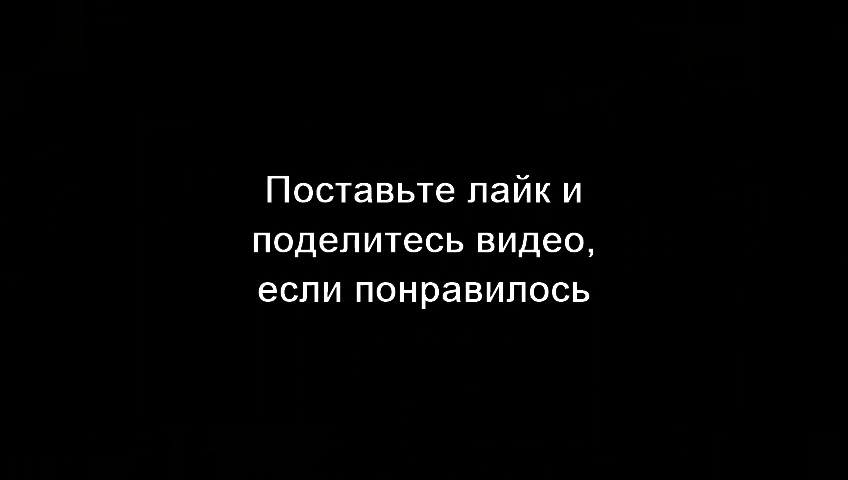 Поставьте лайк и
поделитесь видео,
если понравилось